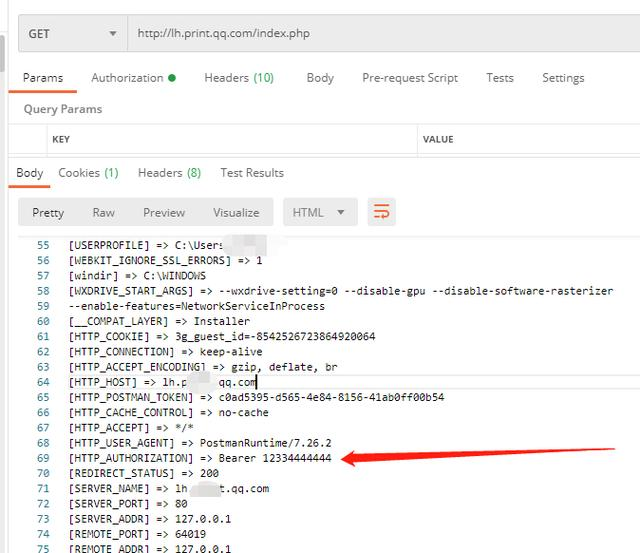 GET http://lh.print.qq.com/index.php
Params Authorization Headers (10) Body Pre-request Script Tests Settings
Query Params
KEY VALUE
Body Cookies (1) Headers (8) Test Results
Pretty Raw Preview Visualize HTML
55 [USERPROFILE] => C:\Users
56 [WEBKIT_IGNORE_SSL_ERRORS] => 1
57 [windir] => C:\WINDOWS
58 [WXDRIVE_START_ARGS] => --wxdrive-setting=0 --disable-gpu --disable-software-rasterizer
59 --enable-features=NetworkServiceInProcess
60 [__COMPAT_LAYER] => Installer
61 [HTTP_COOKIE] => 3g_guest_id=-8542526723864920064
62 [HTTP_CONNECTION] => keep-alive
63 [HTTP_ACCEPT_ENCODING] => gzip, deflate, br
64 [HTTP_HOST] => lh.p qq.com
65 [HTTP_POSTMAN_TOKEN] => c0ad5395-d565-4e84-8156-41ab0ff00b54
66 [HTTP_CACHE_CONTROL] => no-cache
67 [HTTP_ACCEPT] => */*
68 [HTTP_USER_AGENT] => PostmanRuntime/7.26.2
69 [HTTP_AUTHORIZATION] => Bearer 12334444444
70 [REDIRECT_STATUS] => 200
71 [SERVER_NAME] => lh t.qq.com
72 [SERVER_PORT] => 80
73 [SERVER_ADDR] => 127.0.0.1
74 [REMOTE_PORT] => 64019
75 [REMOTE_ADDR] => 127.0.0.1